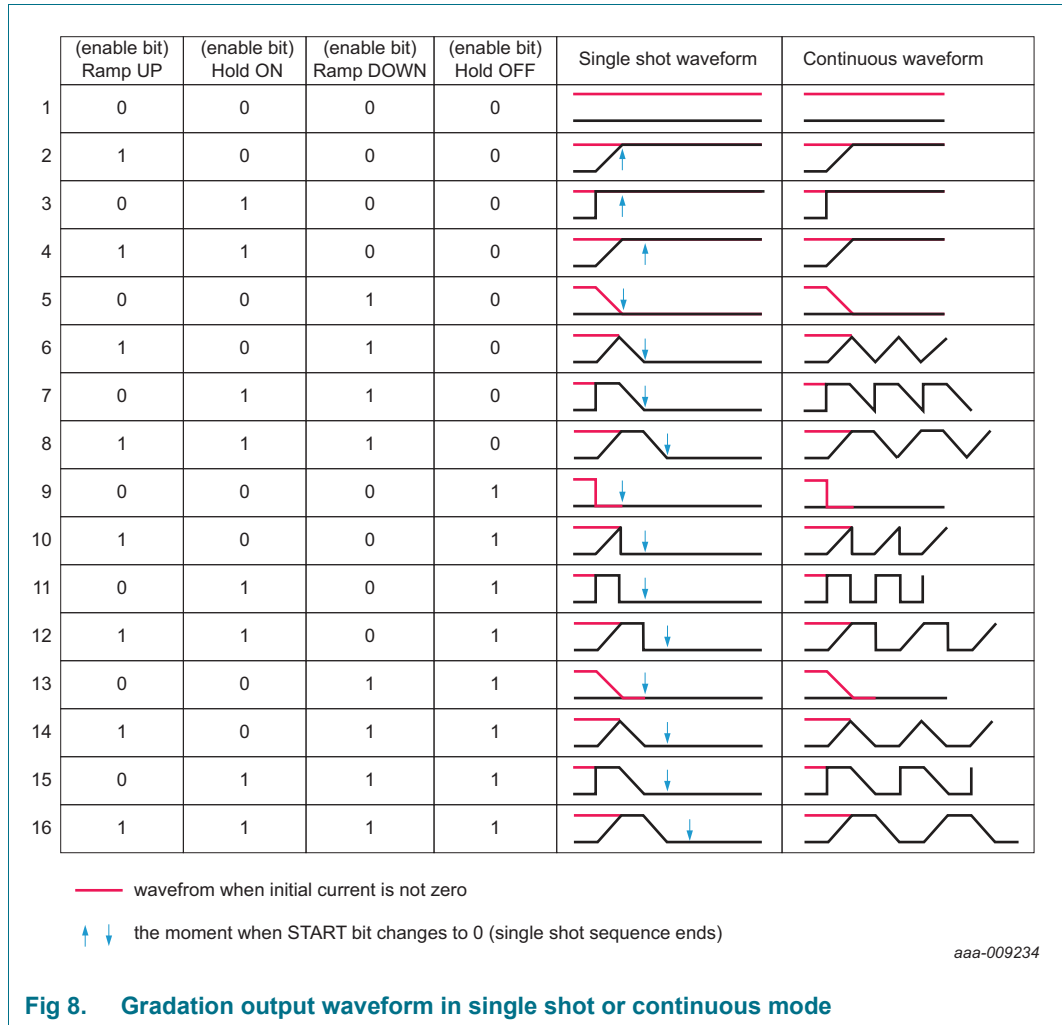 (enable bit) Ramp UP (enable bit) Hold ON (enable bit) Ramp DOWN (enable bit) Hold OFF Single shot waveform Continuous waveform
1 0 0 0 0
2 1 0 0 0
3 0 1 0 0
4 1 1 0 0
5 0 0 1 0
6 1 0 1 0
7 0 1 1 0
8 1 1 1 0
9 0 0 0 1
10 1 0 0 1
11 0 1 0 1
12 1 1 0 1
13 0 0 1 1
14 1 0 1 1
15 0 1 1 1
16 1 1 1 1
wavefrom when initial current is not zero
the moment when START bit changes to 0 (single shot sequence ends)
aaa-009234
Fig 8. Gradation output waveform in single shot or continuous mode